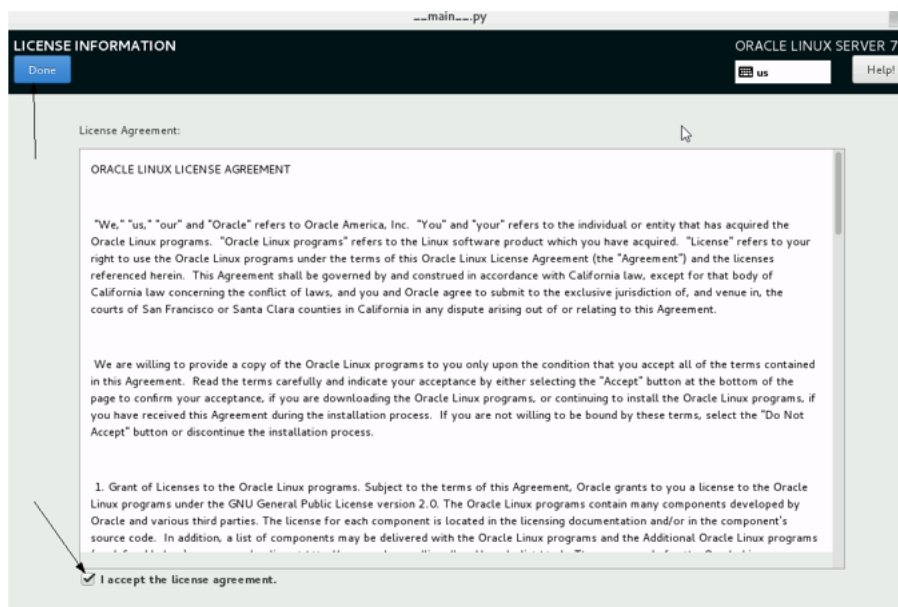 __main__.py
LICENSE INFORMATION
ORACLE LINUX SERVER 7
Done
us
Help!
License Agreement:
ORACLE LINUX LICENSE AGREEMENT
"We," "us," "our" and "Oracle" refers to Oracle America, Inc. "You" and "your" refers to the individual or entity that has acquired the
Oracle Linux programs. "Oracle Linux programs" refers to the Linux software product which you have acquired. "License" refers to your
right to use the Oracle Linux programs under the terms of this Oracle Linux License Agreement (the "Agreement") and the licenses
referenced herein. This Agreement shall be governed by and construed in accordance with California law, except for that body of
California law concerning the conflict of laws, and you and Oracle agree to submit to the exclusive jurisdiction of, and venue in, the
courts of San Francisco or Santa Clara counties in California in any dispute arising out of or relating to this Agreement.
We are willing to provide a copy of the Oracle Linux programs to you only upon the condition that you accept all of the terms contained
in this Agreement. Read the terms carefully and indicate your acceptance by either selecting the "Accept" button at the bottom of the
page to confirm your acceptance, if you are downloading the Oracle Linux programs, or continuing to install the Oracle Linux programs, if
you have received this Agreement during the installation process. If you are not willing to be bound by these terms, select the "Do Not
Accept" button or discontinue the installation process.
1. Grant of Licenses to the Oracle Linux programs. Subject to the terms of this Agreement, Oracle grants to you a license to the Oracle
Linux programs under the GNU General Public License version 2.0. The Oracle Linux programs contain many components developed by
Oracle and various third parties. The license for each component is located in the licensing documentation and/or in the component's
source code. In addition, a list of components may be delivered with the Oracle Linux programs and the Additional Oracle Linux programs
I accept the license agreement.